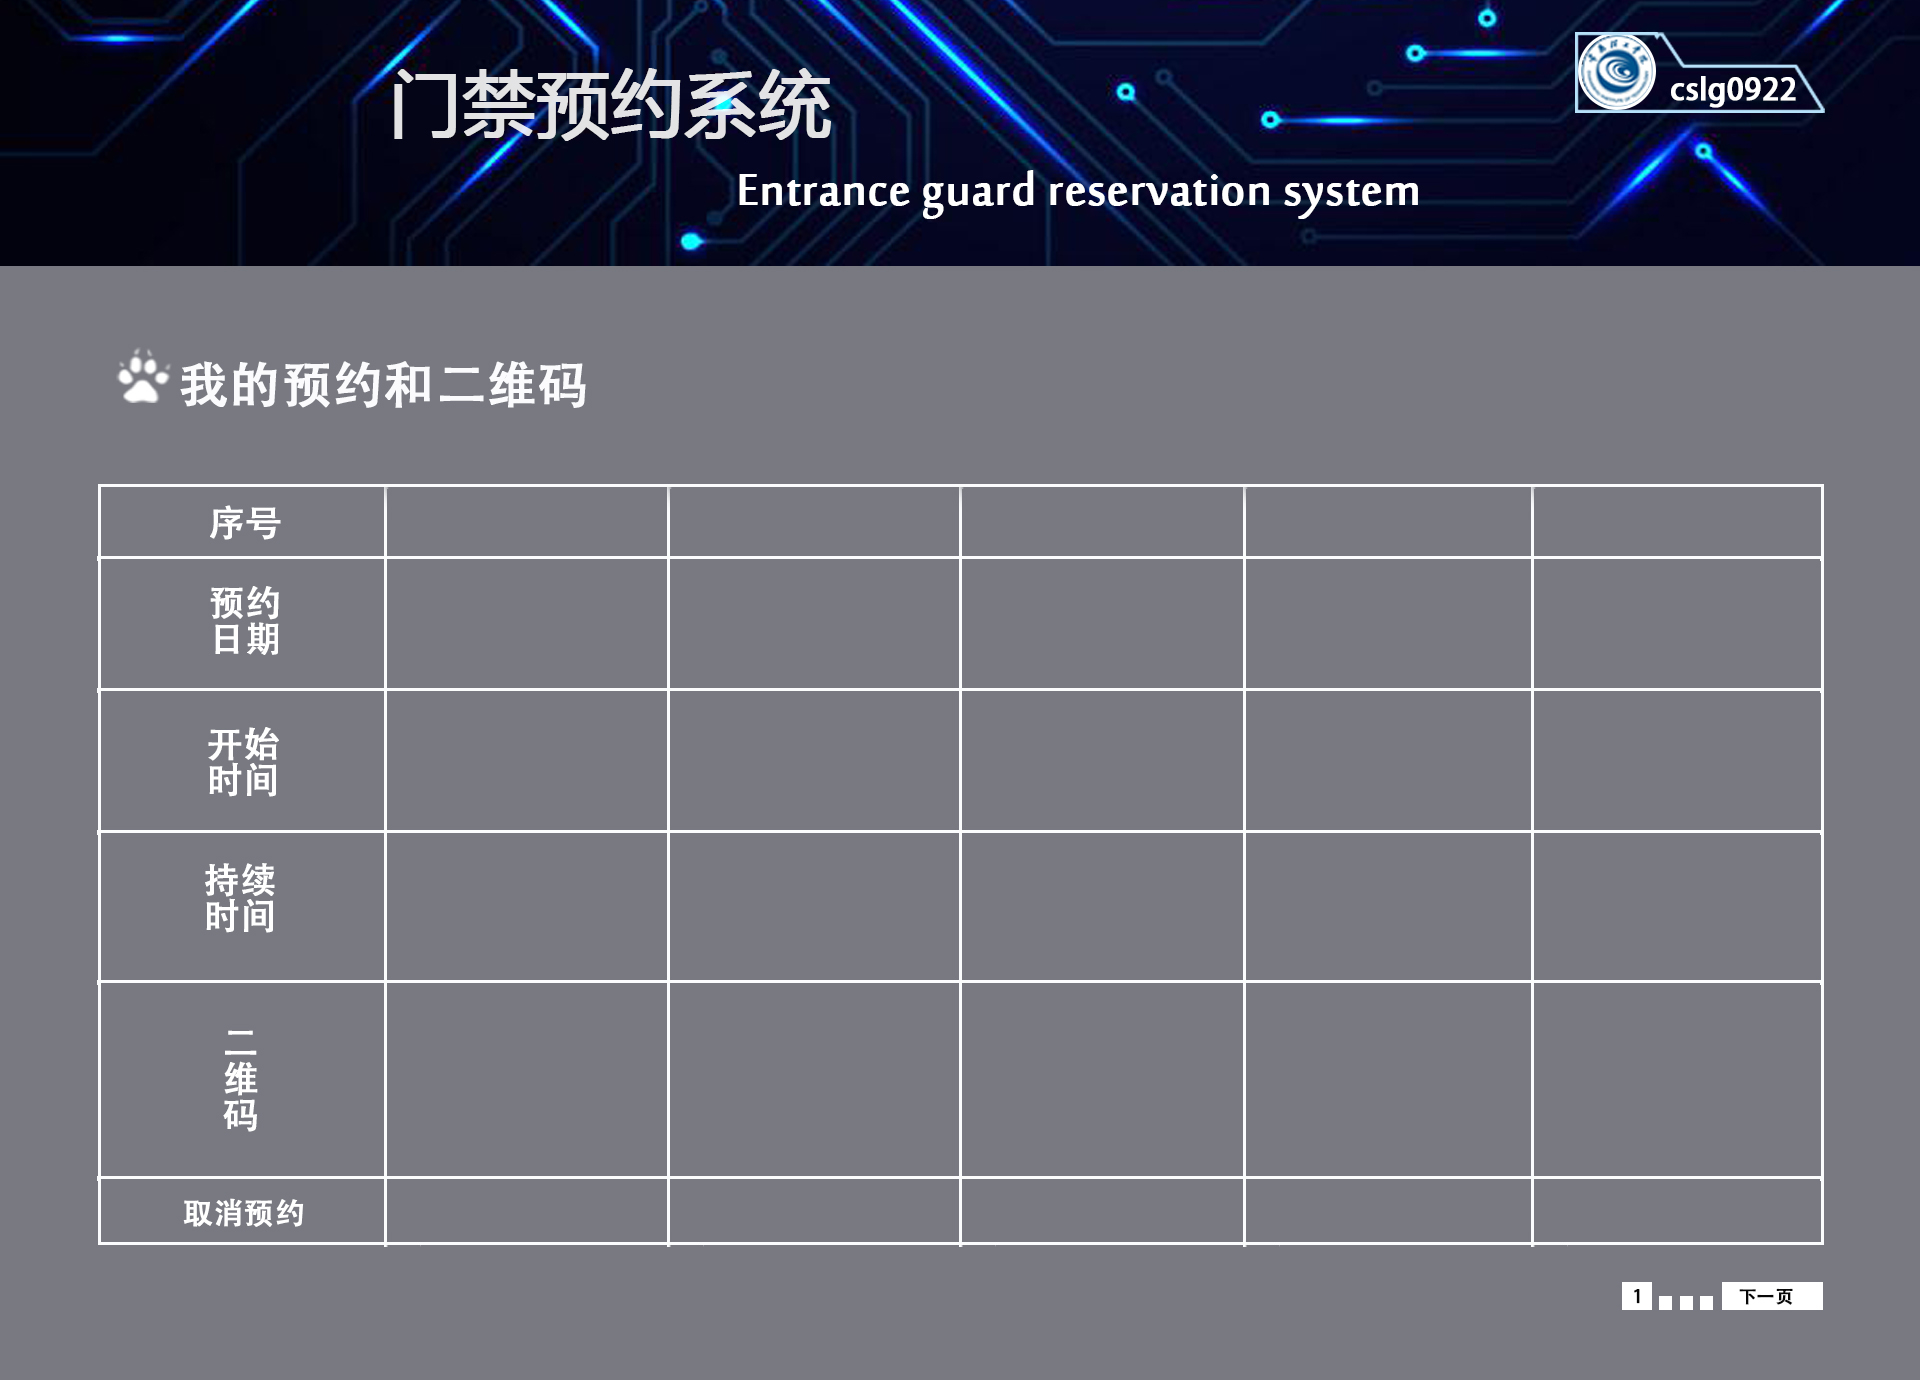 门禁预约系统
cslg0922
Entrance guard reservation system
我的预约和二维码
序号
预约
日期
开始
时间
持续
时间
二
维
码
取消预约
1
下一页